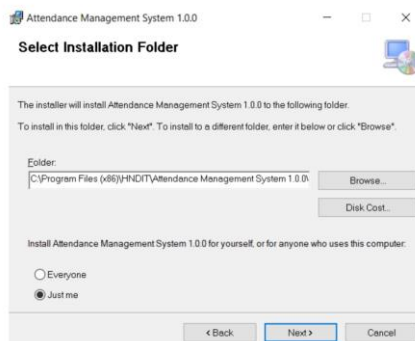 Attendance Management System 1.0.0
Select Installation Folder
The installer will install Attendance Management System 1.0.0 to the following folder.
To install in this folder, click "Next". To install to a different folder, enter it below or click "Browse".
Folder:
C:\Program Files (x86)\HNDIT\Attendance Management System 1.0.0\
Browse...
Disk Cost...
Install Attendance Management System 1.0.0 for yourself, or for anyone who uses this computer:
Everyone
Just me
< Back
Next >
Cancel